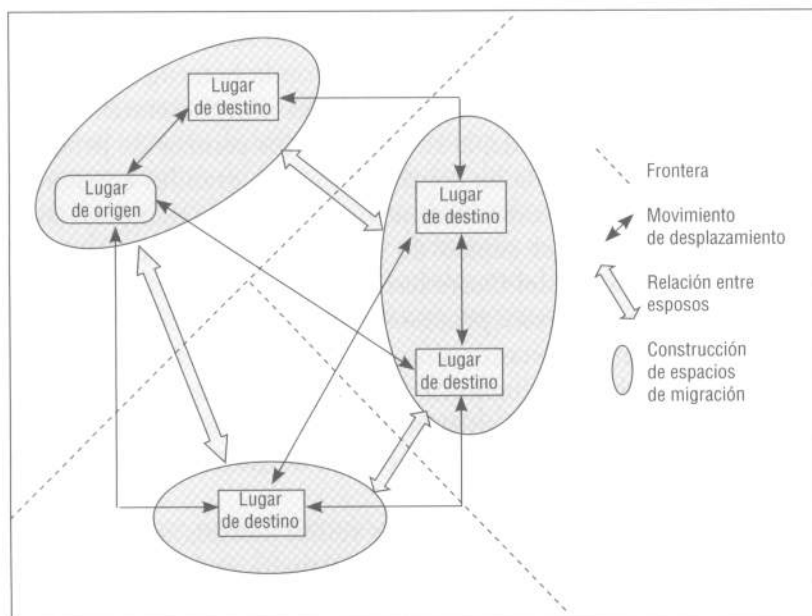 Lugar
de destino
Lugar
de origen
Lugar
de destino
Lugar
de destino
Lugar
de destino
Frontera
Movimiento
de desplazamiento
Relación entre
esposos
Construcción
de espacios
de migración